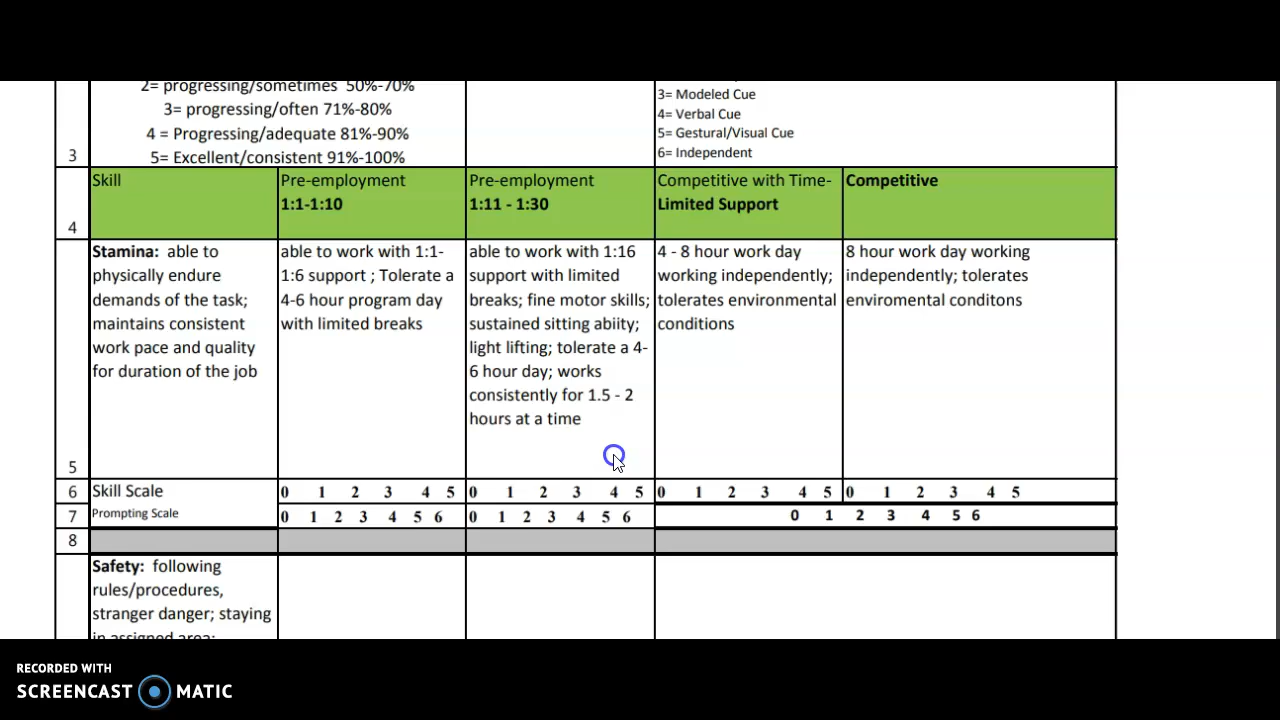 2= progressing/sometimes 50%-70%
3= progressing/often 71%-80%
4 = Progressing/adequate 81%-90%
5= Excellent/consistent 91%-100%
3= Modeled Cue
4= Verbal Cue
5= Gestural/Visual Cue
6= Independent
3
Skill
Pre-employment
1:1-1:10
Pre-employment
1:11 - 1:30
Competitive with Time-
Limited Support
Competitive
4
Stamina: able to
physically endure
demands of the task;
maintains consistent
work pace and quality
for duration of the job
able to work with 1:1-
1:6 support ; Tolerate a
4-6 hour program day
with limited breaks
able to work with 1:16
support with limited
breaks; fine motor skills;
sustained sitting abiity;
light lifting; tolerate a 4-
6 hour day; works
consistently for 1.5 - 2
hours at a time
4 - 8 hour work day
working independently;
tolerates environmental
conditions
8 hour work day working
independently; tolerates
enviromental conditons
5
6 Skill Scale 0 1 2 3 4 5 0 1 2 3 4 5 0 1 2 3 4 5 0 1 2 3 4 5
7 Prompting Scale 0 1 2 3 4 5 6 0 1 2 3 4 5 6 0 1 2 3 4 5 6
8
Safety: following
rules/procedures,
stranger danger; staying
in assigned area;
RECORDED WITH
SCREENCAST MATIC